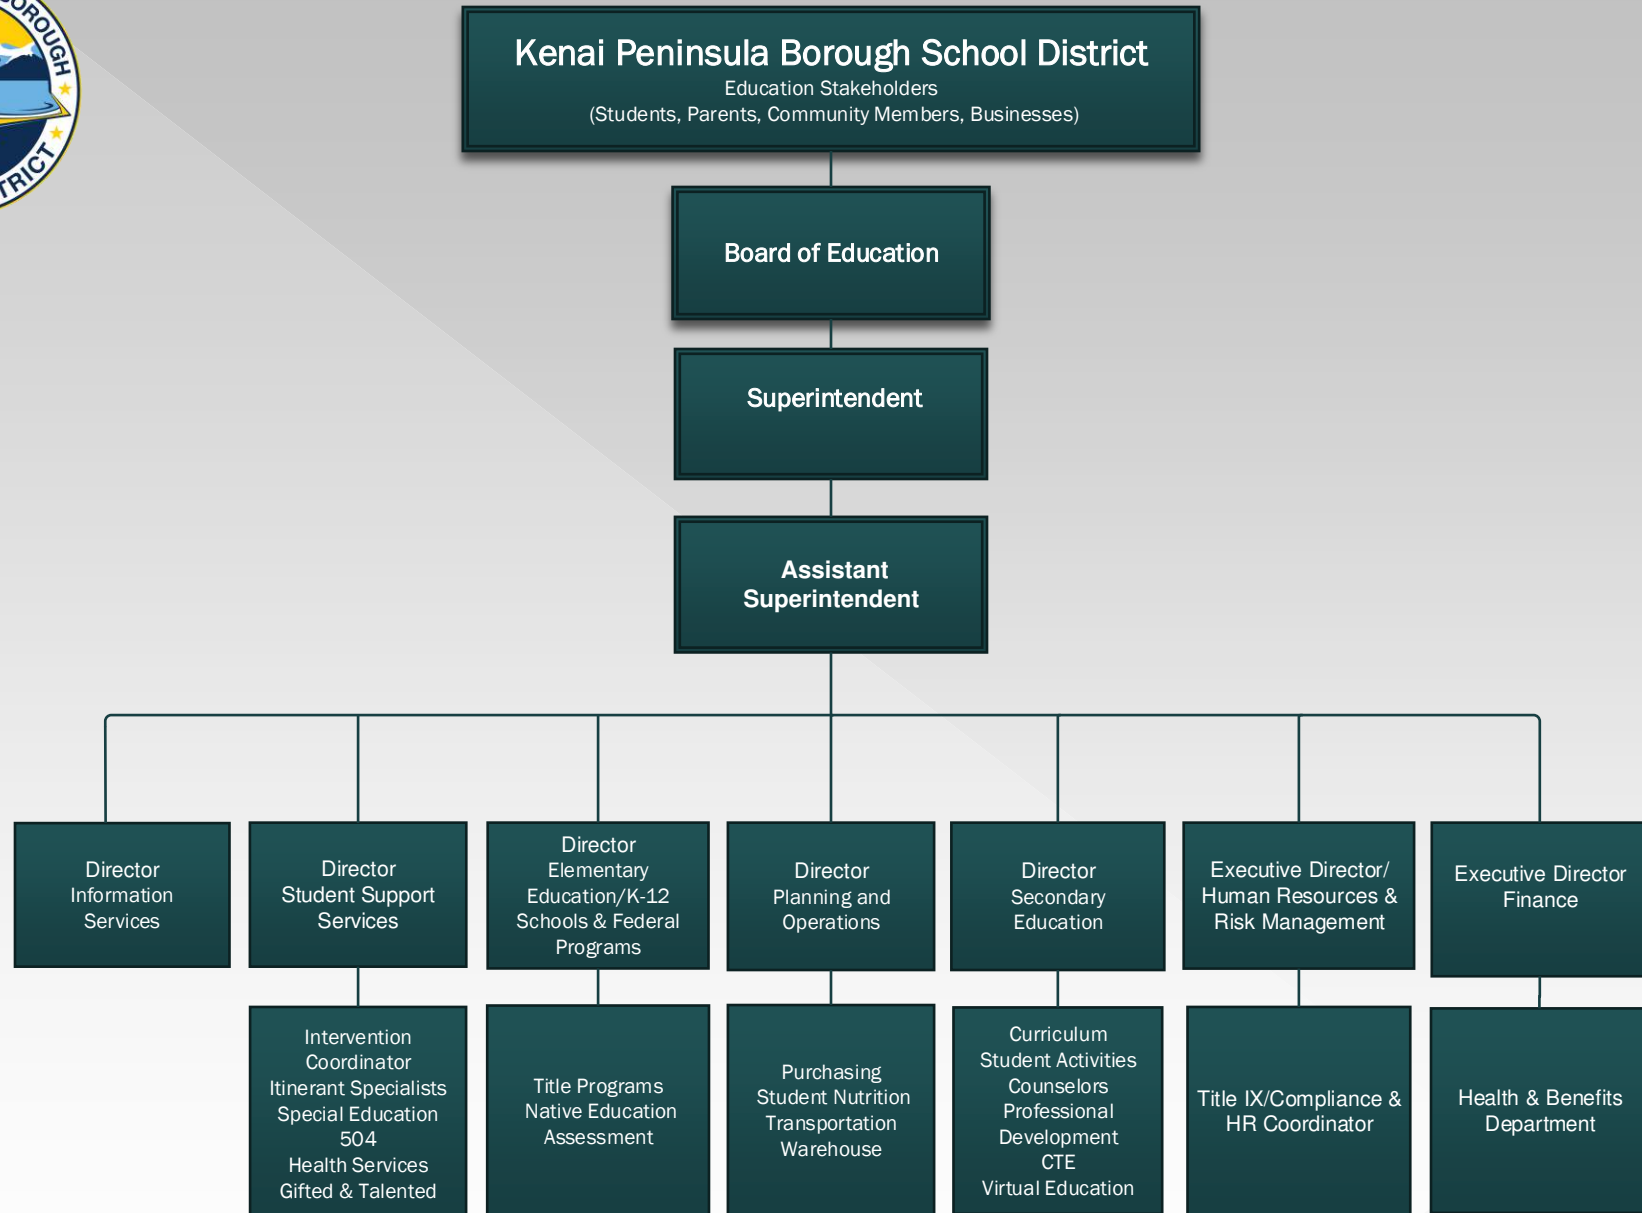 OROUGH
TRICT
Kenai Peninsula Borough School District
Education Stakeholders
(Students, Parents, Community Members, Businesses)
Board of Education
Superintendent
Assistant
Superintendent
Director
Information
Services
Director
Student Support
Services
Director
Elementary
Education/K-12
Schools & Federal
Programs
Director
Planning and
Operations
Director
Secondary
Education
Executive Director/
Human Resources &
Risk Management
Executive Director
Finance
Intervention
Coordinator
Itinerant Specialists
Special Education
504
Health Services
Gifted & Talented
Title Programs
Native Education
Assessment
Purchasing
Student Nutrition
Transportation
Warehouse
Curriculum
Student Activities
Counselors
Professional
Development
CTE
Virtual Education
Title IX/Compliance &
HR Coordinator
Health & Benefits
Department